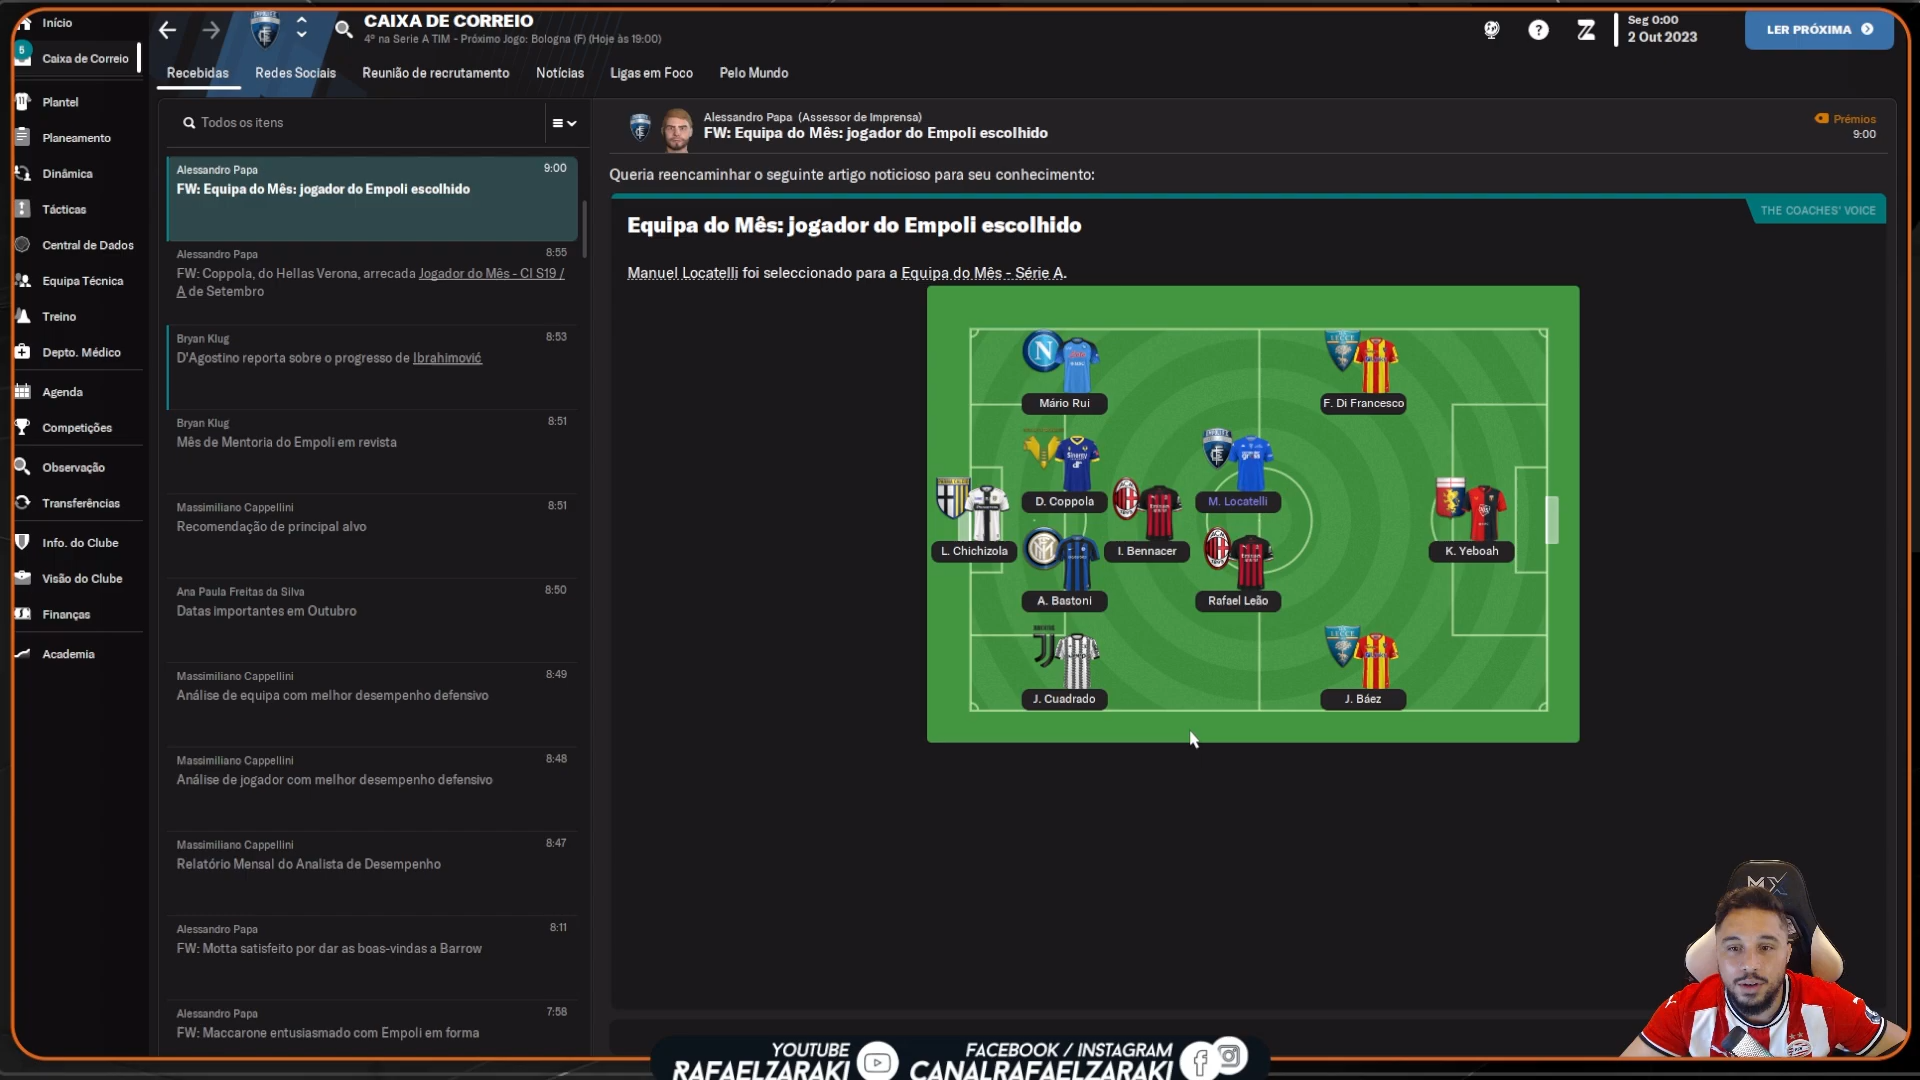 Início
5
Caixa de Correio
Plantel
Planeamento
Dinâmica
Tácticas
Central de Dados
Equipa Técnica
Treino
Depto. Médico
Agenda
Competições
Observação
Transferências
Info. do Clube
Visão do Clube
Finanças
Academia
CAIXA DE CORREIO
4º na Serie A TIM - Próximo Jogo: Bologna (F) (Hoje às 19:00)
Seg 0:00
2 Out 2023
LER PRÓXIMA
Recebidas
Redes Sociais
Reunião de recrutamento
Notícias
Ligas em Foco
Pelo Mundo
Todos os itens
Alessandro Papa
9:00
FW: Equipa do Mês: jogador do Empoli escolhido
Alessandro Papa
8:55
FW: Coppola, do Hellas Verona, arrecada Jogador do Mês - CI S19 /
A de Setembro
Bryan Klug
8:53
D'Agostino reporta sobre o progresso de Ibrahimović
Bryan Klug
8:51
Mês de Mentoria do Empoli em revista
Massimiliano Cappellini
8:51
Recomendação de principal alvo
Ana Paula Freitas da Silva
8:50
Datas importantes em Outubro
Massimiliano Cappellini
8:49
Análise de equipa com melhor desempenho defensivo
Massimiliano Cappellini
8:48
Análise de jogador com melhor desempenho defensivo
Massimiliano Cappellini
8:47
Relatório Mensal do Analista de Desempenho
Alessandro Papa
8:11
FW: Motta satisfeito por dar as boas-vindas a Barrow
Alessandro Papa
7:58
FW: Maccarone entusiasmado com Empoli em forma
Alessandro Papa (Assessor de Imprensa)
FW: Equipa do Mês: jogador do Empoli escolhido
Prémios
9:00
Queria reencaminhar o seguinte artigo noticioso para seu conhecimento:
THE COACHES' VOICE
Equipa do Mês: jogador do Empoli escolhido
Manuel Locatelli foi seleccionado para a Equipa do Mês - Série A.
Mário Rui
F. Di Francesco
D. Coppola
M. Locatelli
L. Chichizola
I. Bennacer
K. Yeboah
A. Bastoni
Rafael Leão
J. Cuadrado
J. Báez
YOUTUBE
RAFAELZARAKI
FACEBOOK / INSTAGRAM
CANALRAFAELZARAKI